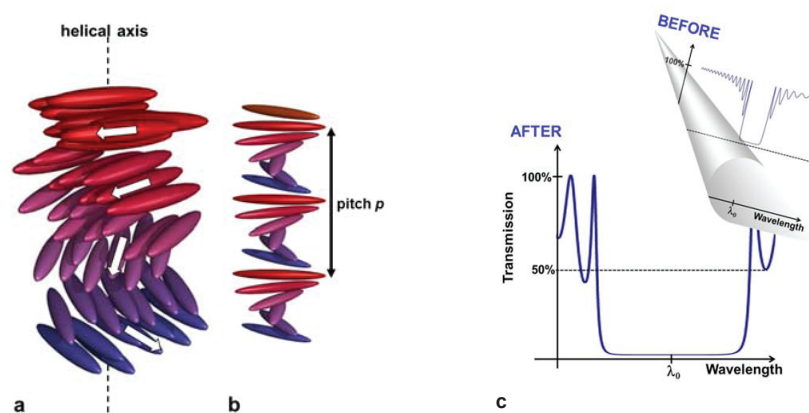 helical axis
pitch p
a
b
BEFORE
100%
λ₀
Wavelength
AFTER
100%
Transmission
50%
λ₀
Wavelength
c